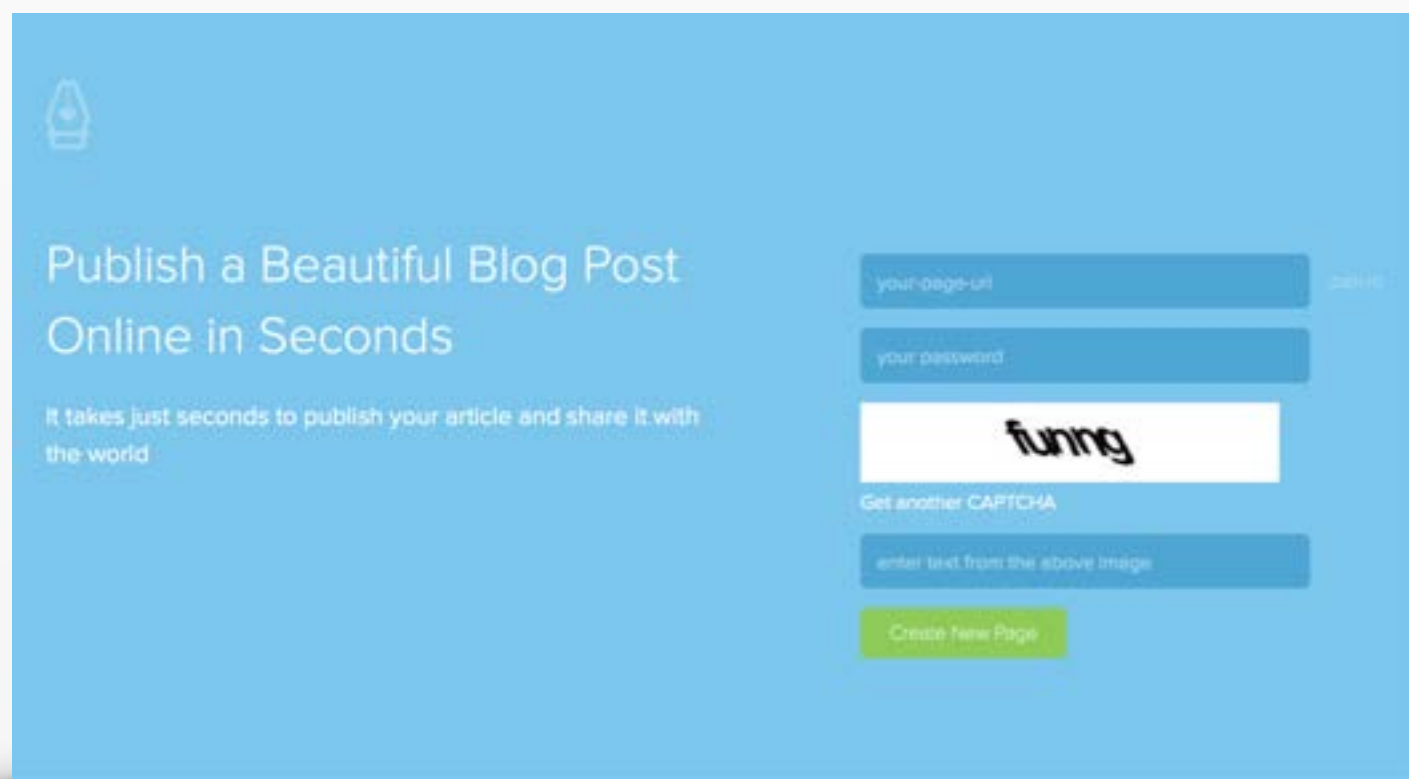 Publish a Beautiful Blog Post
Online in Seconds
It takes just seconds to publish your article and share it with
the world
your-page-url
your password
funng
Get another CAPTCHA
enter text from the above image
Create New Page